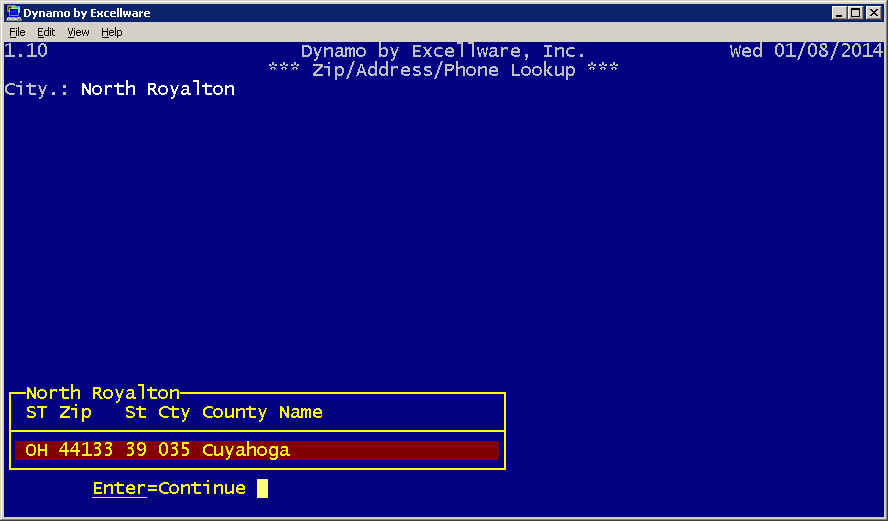 Dynamo by Excellware
File Edit View Help
1.10 Dynamo by Excellware, Inc. Wed 01/08/2014
*** Zip/Address/Phone Lookup ***
City.: North Royalton
North Royalton
ST Zip St Cty County Name
OH 44133 39 035 Cuyahoga
Enter=Continue